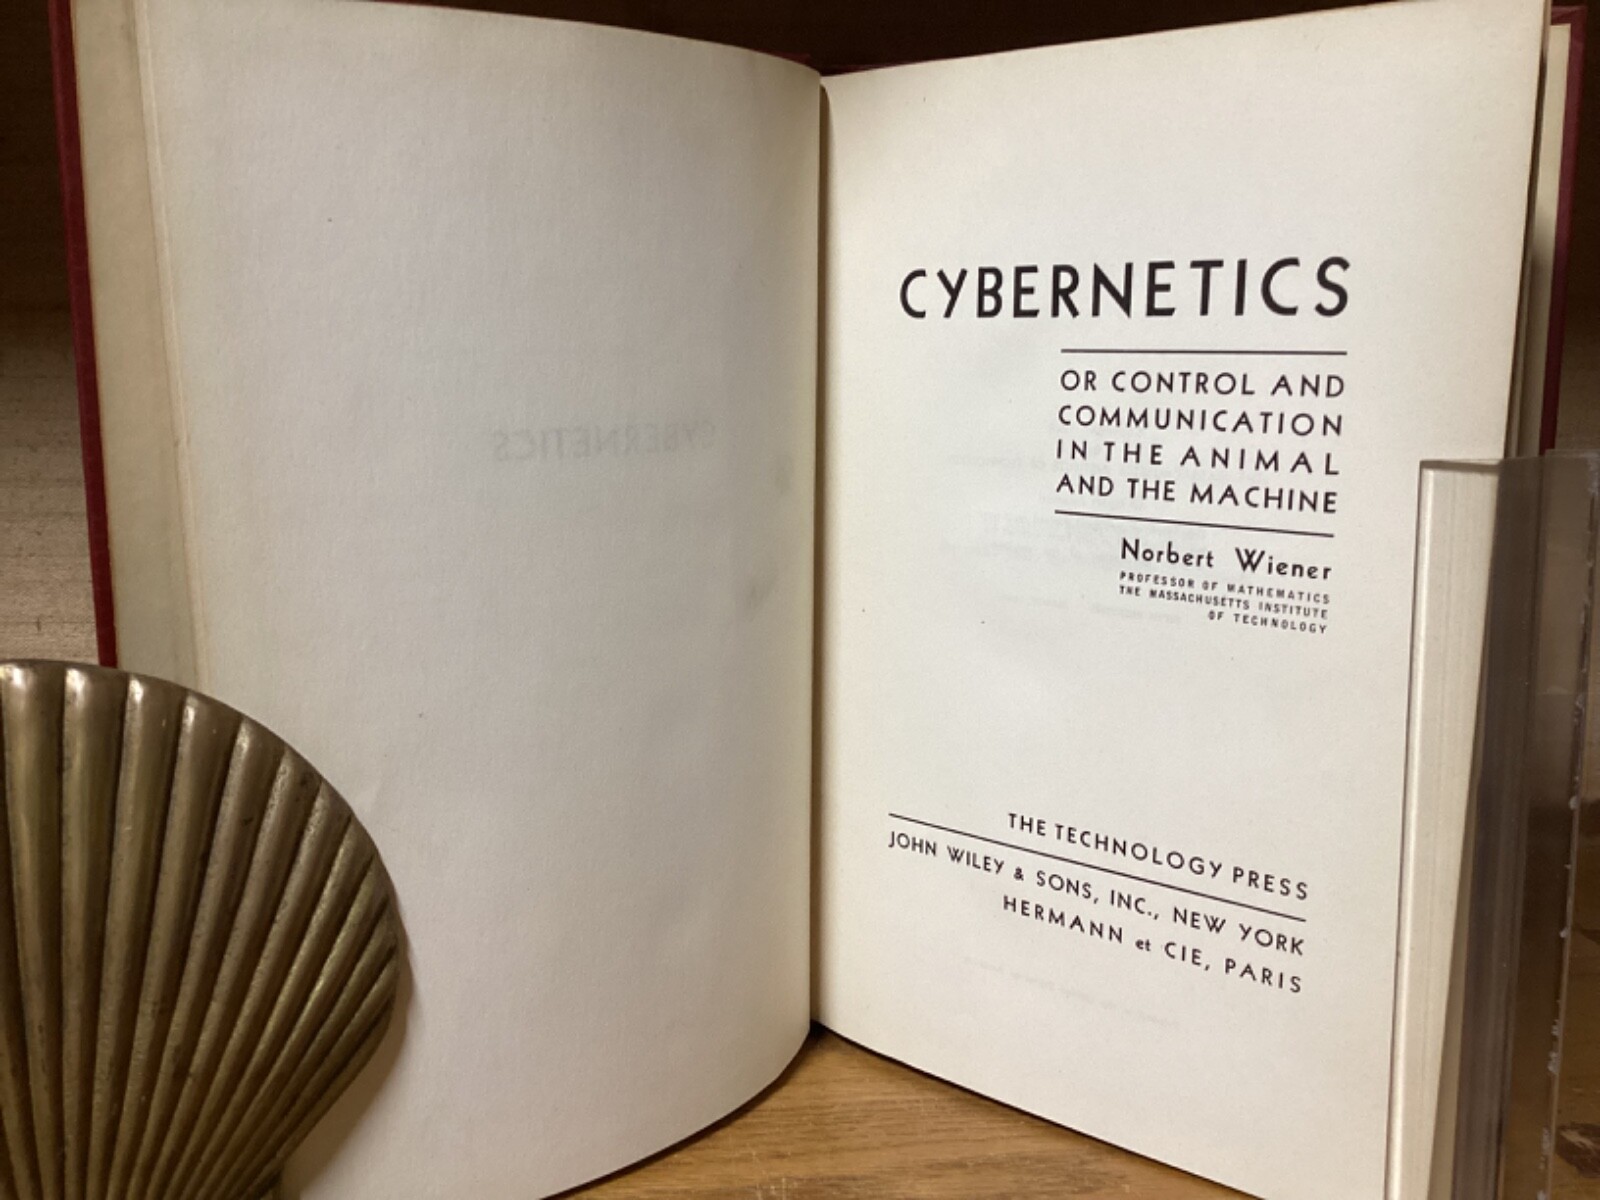 CYBERNETICS
CYBERNETICS
OR CONTROL AND
COMMUNICATION
IN THE ANIMAL
AND THE MACHINE
Norbert Wiener
PROFESSOR OF MATHEMATICS
THE MASSACHUSETTS INSTITUTE
OF TECHNOLOGY
THE TECHNOLOGY PRESS
JOHN WILEY & SONS, INC., NEW YORK
HERMANN et CIE, PARIS